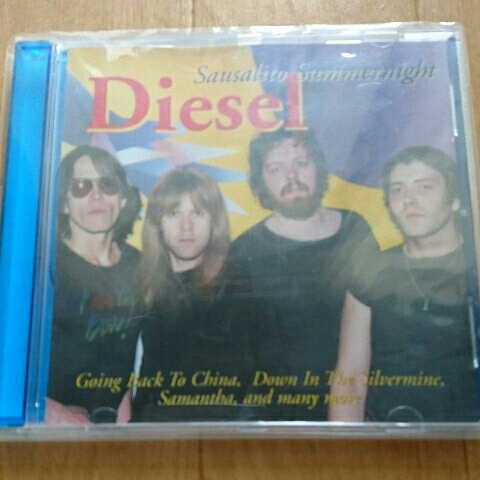 Sausalito Summernight
Diesel
Going Back To China, Down In The Silvermine,
Samantha, and many more